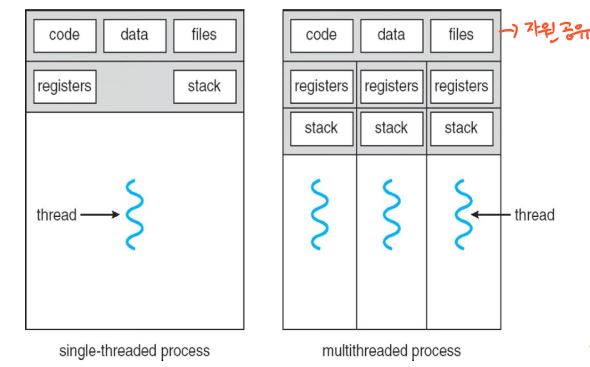 code data files
registers stack
thread
single-threaded process
code data files → 자원 공유
registers registers registers
stack stack stack
thread
multithreaded process